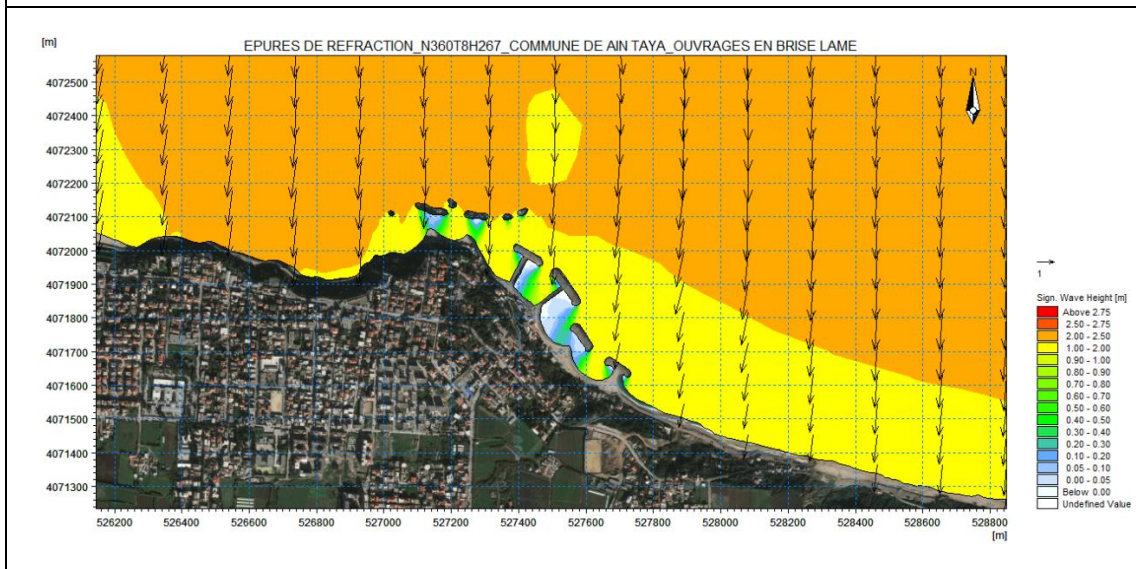 EPURES DE REFRACTION_N360T8H267_COMMUNE DE AIN TAYA_OUVRAGES EN BRISE LAME
[m]
4072500
4072400
4072300
4072200
4072100
4072000
4071900
4071800
4071700
4071600
4071500
4071400
4071300
526200 526400 526600 526800 527000 527200 527400 527600 527800 528000 528200 528400 528600 528800
[m]
N
1
Sign. Wave Height [m]
Above 2.75
2.50 - 2.75
2.00 - 2.50
1.00 - 2.00
0.90 - 1.00
0.80 - 0.90
0.70 - 0.80
0.60 - 0.70
0.50 - 0.60
0.40 - 0.50
0.30 - 0.40
0.20 - 0.30
0.10 - 0.20
0.05 - 0.10
0.00 - 0.05
Below 0.00
Undefined Value